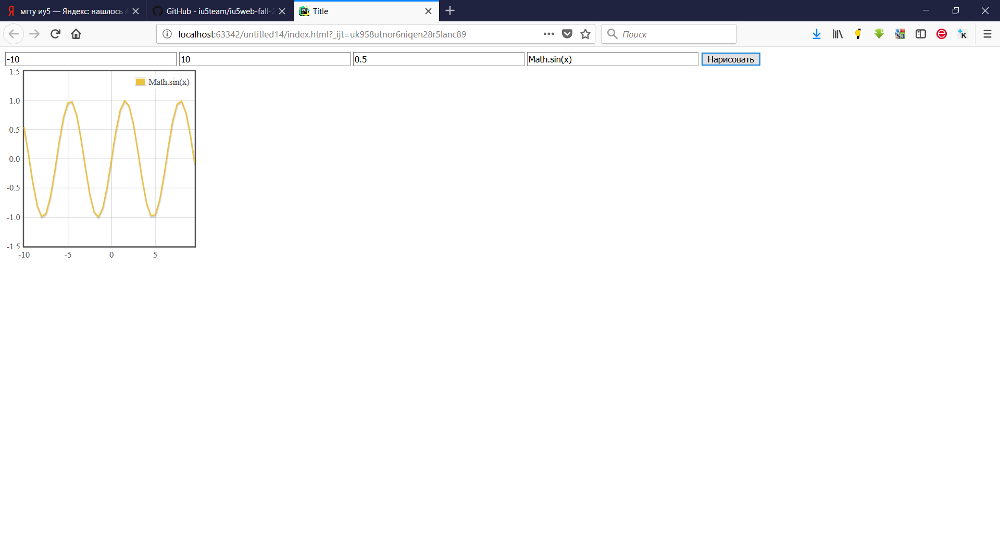 мгту иу5 — Яндекс: нашлось
GitHub - iu5team/iu5web-fall-2
Title
localhost:63342/untitled14/index.html?_ijt=uk958utnor6niqen28r5lanc89
Поиск
-10
10
0.5
Math.sin(x)
Нарисовать
1.5
Math.sin(x)
1.0
0.5
0.0
-0.5
-1.0
-1.5
-10 -5 0 5